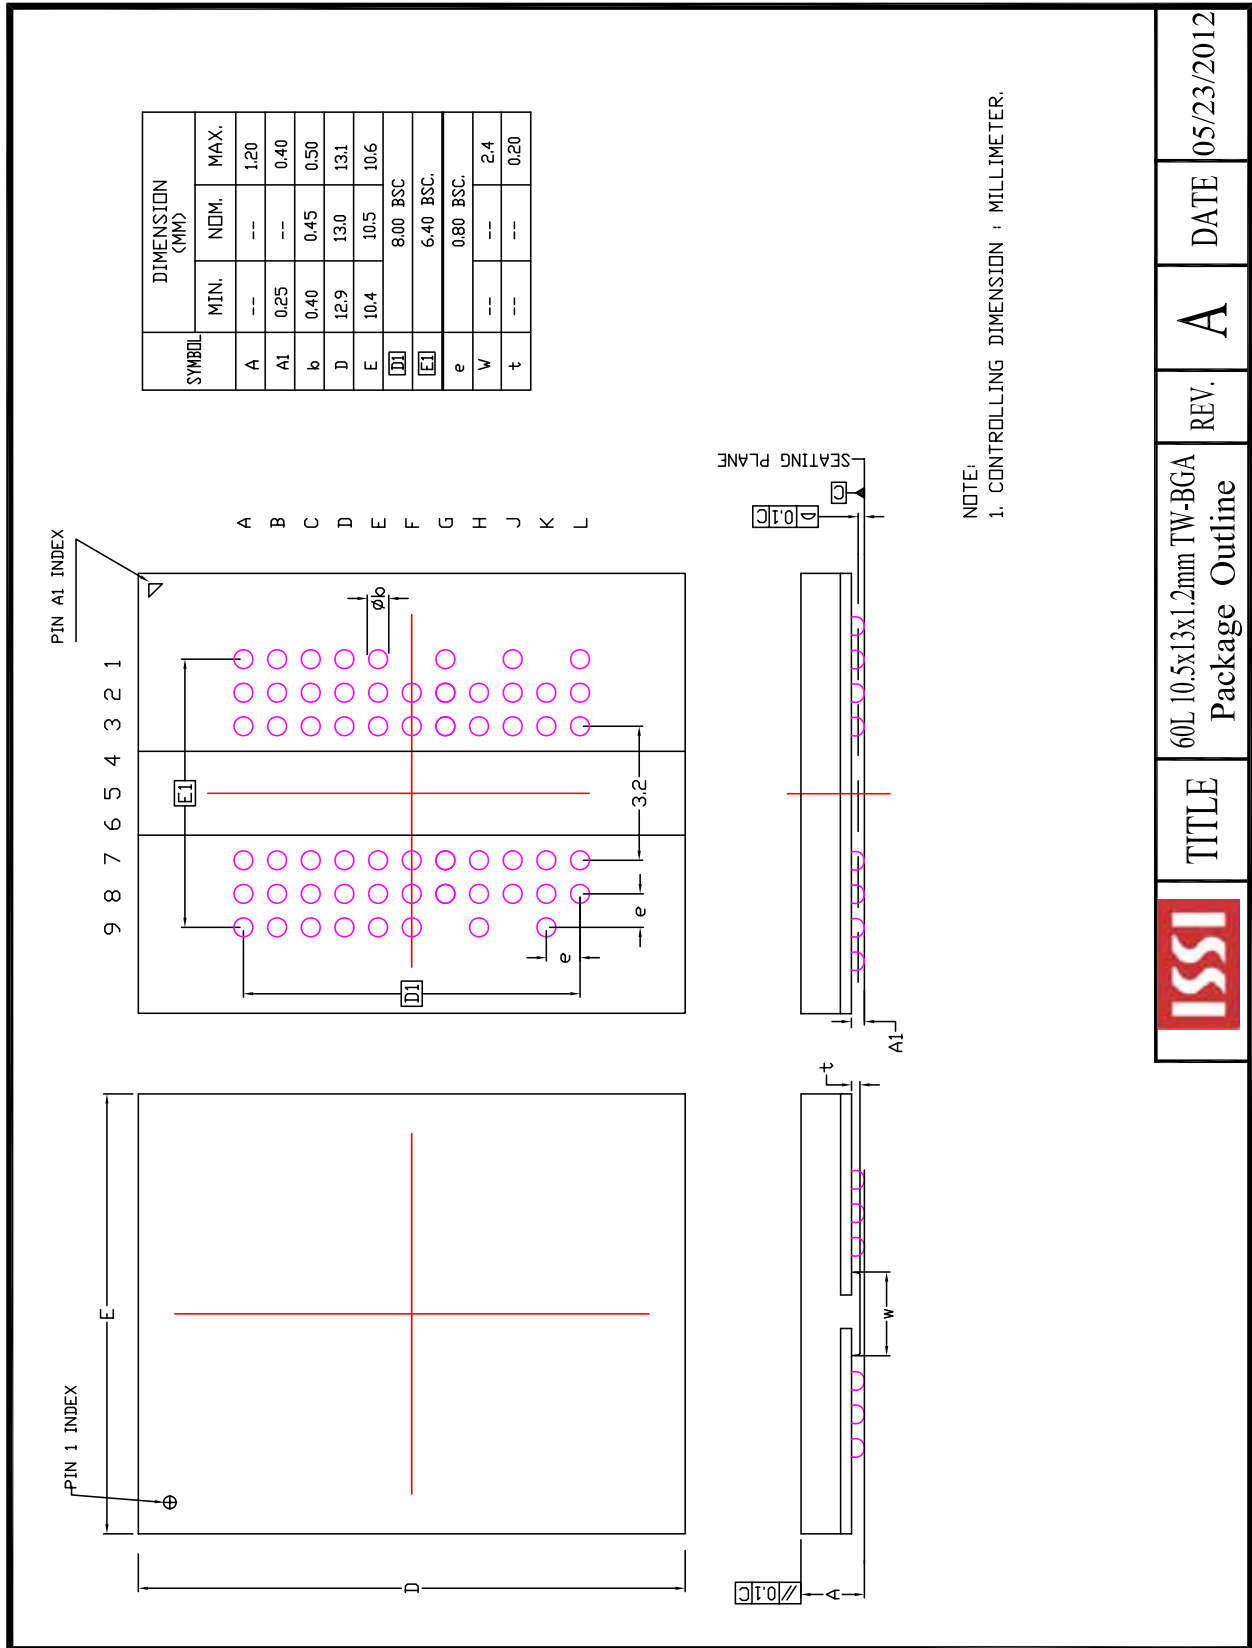 PIN 1 INDEX
E
D
PIN A1 INDEX
9 8 7 6 5 4 3 2 1
A
B
C
D
E
F
G
H
J
K
L
E1
Øb
3.2
e
e
D1
SYMBOL DIMENSION (MM)
MIN. NOM. MAX.
A -- -- 1.20
A1 0.25 -- 0.40
b 0.40 0.45 0.50
D 12.9 13.0 13.1
E 10.4 10.5 10.6
D1 8.00 BSC
E1 6.40 BSC.
e 0.80 BSC.
W -- -- 2.4
t -- -- 0.20
// 0.1 C
A
w
t
A1
0.1 C
C
SEATING PLANE
NOTE:
1. CONTROLLING DIMENSION : MILLIMETER.
ISSI
TITLE
60L 10.5x13x1.2mm TW-BGA
Package Outline
REV.
A
DATE
05/23/2012